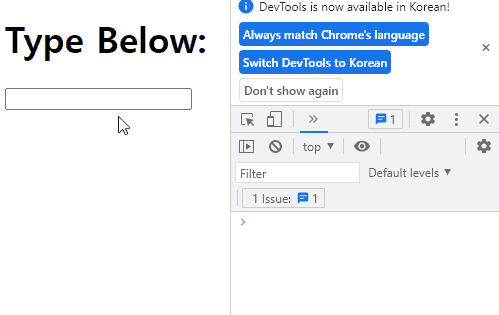 Type Below:
DevTools is now available in Korean!
Always match Chrome's language
Switch DevTools to Korean
Don't show again
1
top
Filter
Default levels
1 Issue: 1